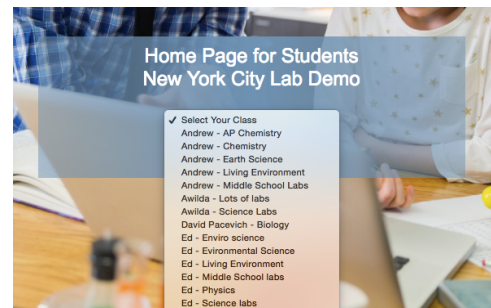 Home Page for Students
New York City Lab Demo
✓ Select Your Class
Andrew - AP Chemistry
Andrew - Chemistry
Andrew - Earth Science
Andrew - Living Environment
Andrew - Middle School Labs
Awilda - Lots of labs
Awilda - Science Labs
David Pacevich - Biology
Ed - Enviro science
Ed - Evironmental Science
Ed - Living Environment
Ed - Middle School labs
Ed - Physics
Ed - Science labs